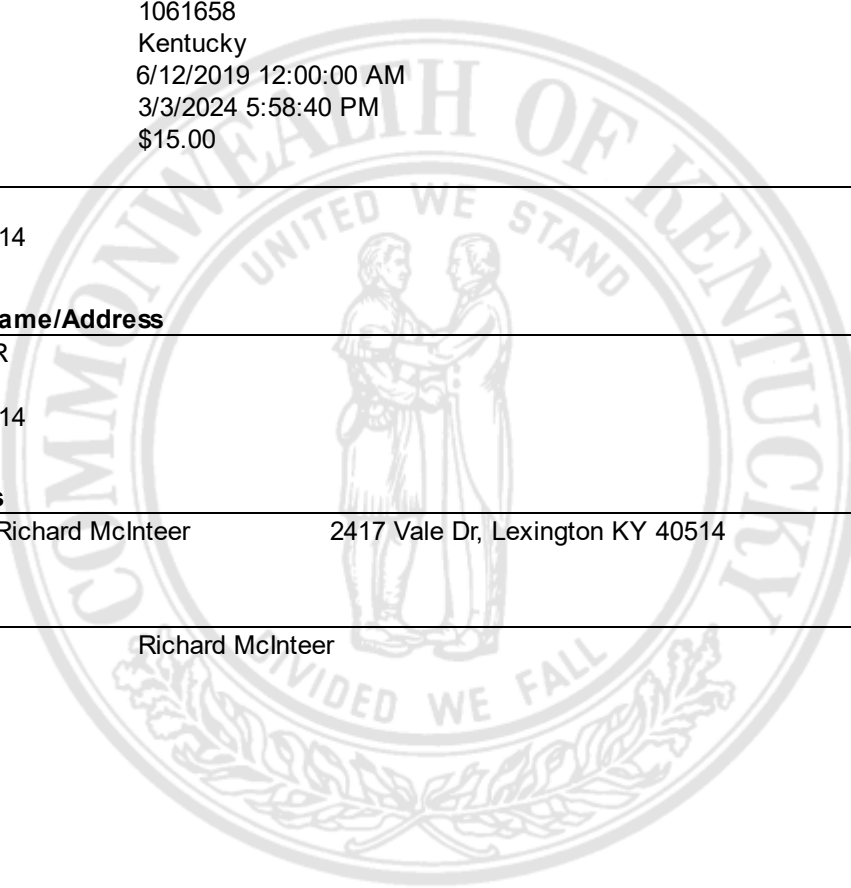 1061658
Kentucky
6/12/2019 12:00:00 AM
3/3/2024 5:58:40 PM
$15.00
14
ame/Address
R
14
s
Richard McInteer 2417 Vale Dr, Lexington KY 40514
Richard McInteer
COMMONWEALTH OF KENTUCKY
UNITED WE STAND
DIVIDED WE FALL